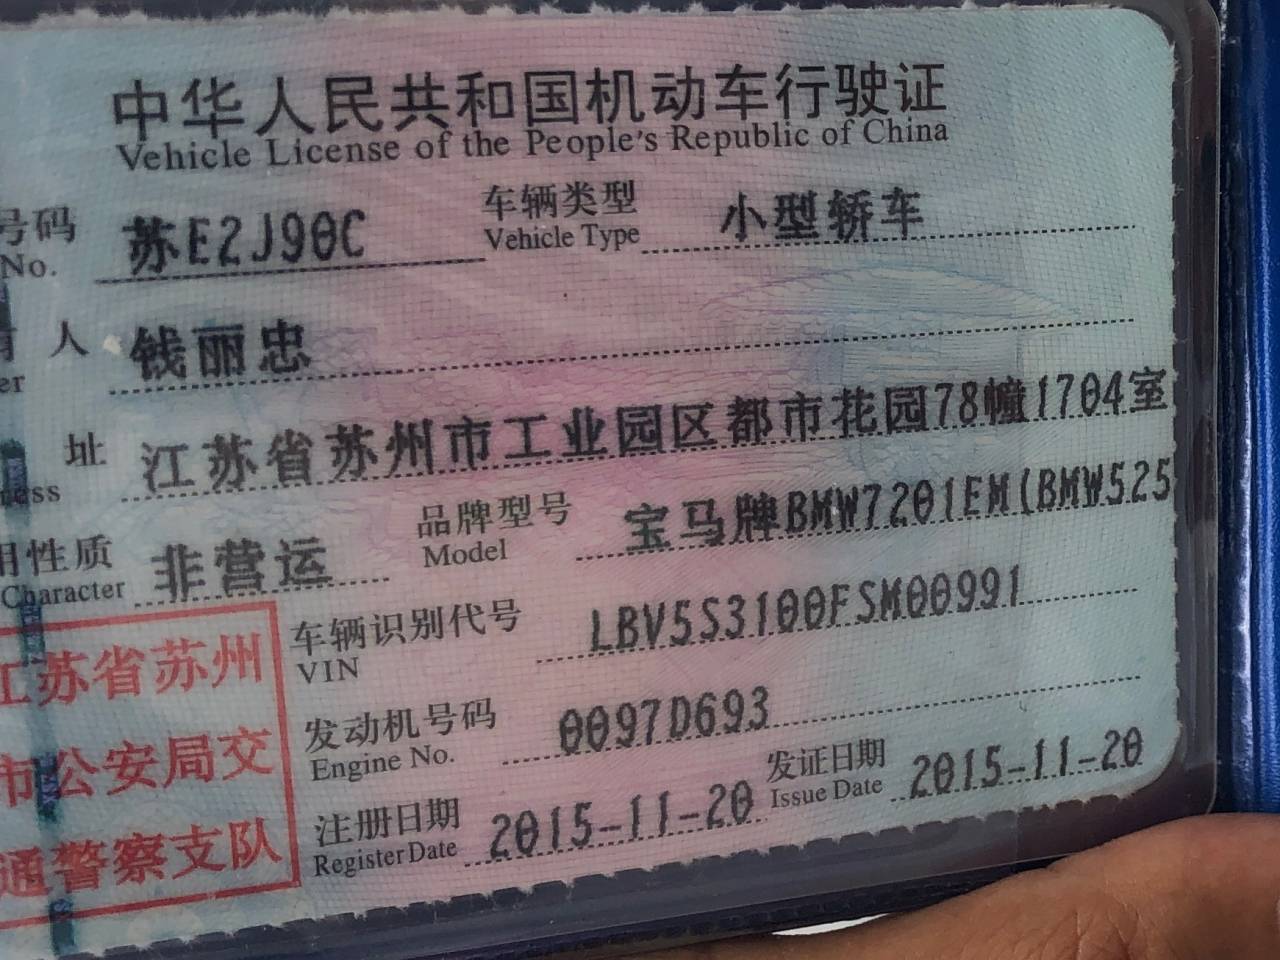 中华人民共和国机动车行驶证
Vehicle License of the People's Republic of China
号码 苏E2J90C 车辆类型 小型轿车
No. Vehicle Type
人 钱丽忠
er
址 江苏省苏州市工业园区都市花园78幢1704室
ress
用性质 非营运 品牌型号 宝马牌BMW7201EM(BMW525
Character Model
车辆识别代号 LBV5S3100FSM00991
VIN
发动机号码 0097D693
Engine No.
注册日期 2015-11-20 发证日期 2015-11-20
Register Date Issue Date
江苏省苏州
市公安局交
通警察支队